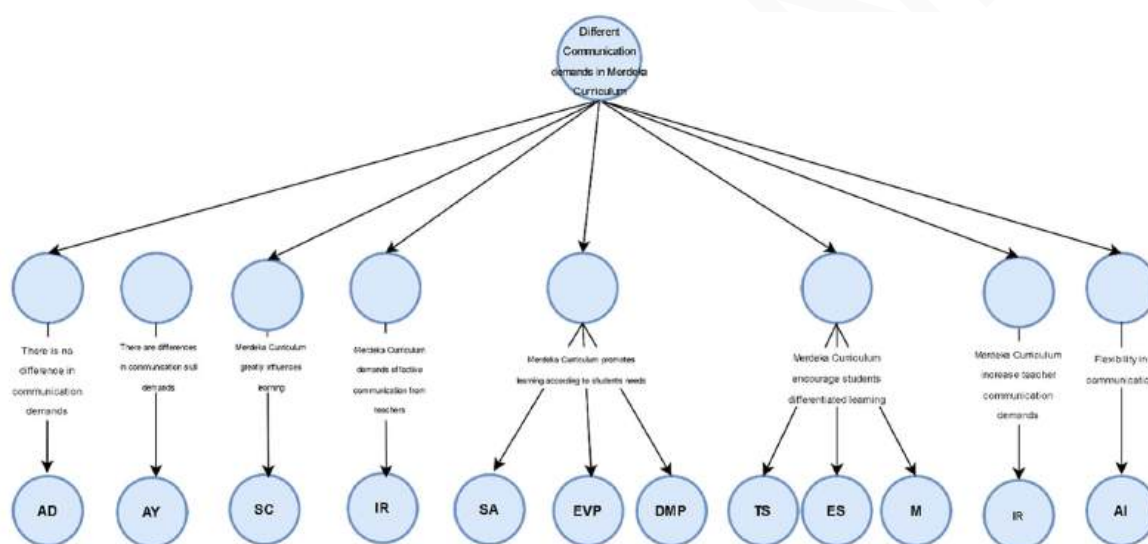 Different
Communication
demands in Merdeka
Curriculum
There is no
difference in
communication
demands
There are differences
in communication skill
demands
Merdeka Curriculum
greatly influences
learning
Merdeka Curriculum
demands effective
communication from
teachers
Merdeka Curriculum promotes
learning according to students needs
Merdeka Curriculum
encourage students
differentiated learning
Merdeka Curriculum
increase teacher
communication
demands
Flexibility in
communication
AD
AY
SC
IR
SA
EVP
DMP
TS
ES
M
IR
AI